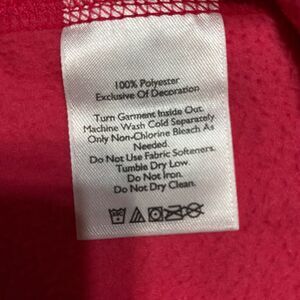 100% Polyester
Exclusive Of Decoration
Turn Garment Inside Out.
Machine Wash Cold Separately
Only Non-Chlorine Bleach As
Needed.
Do Not Use Fabric Softeners.
Tumble Dry Low.
Do Not Iron.
Do Not Dry Clean.